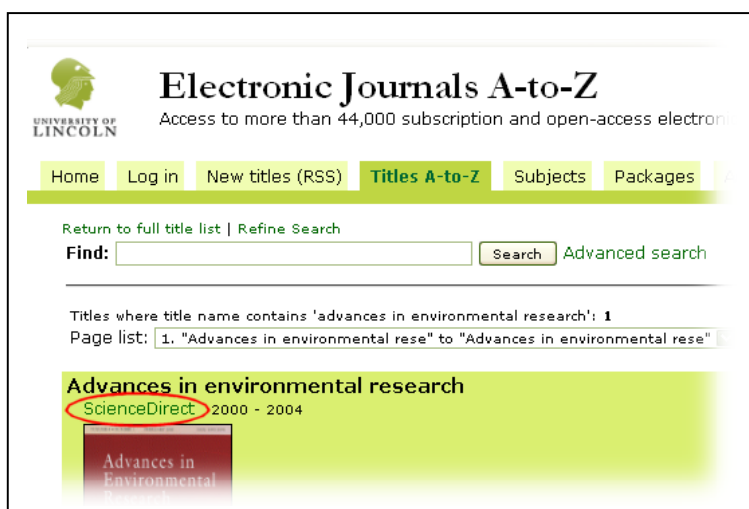 UNIVERSITY OF
LINCOLN
Electronic Journals A-to-Z
Access to more than 44,000 subscription and open-access
Home Log in New titles (RSS) Titles A-to-Z Subjects Packages
Return to full title list | Refine Search
Find: Search Advanced search
Titles where title name contains 'advances in environmental research': 1
Page list: 1. "Advances in environmental rese" to "Advances in environmental rese"
Advances in environmental research
ScienceDirect 2000 - 2004
Advances in
Environmental
Research